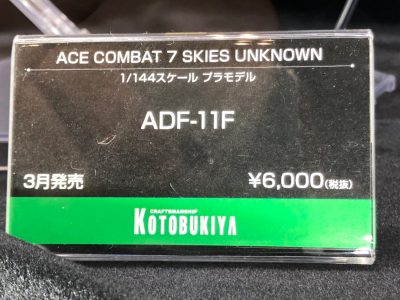 ACE COMBAT 7 SKIES UNKNOWN
1/144スケール プラモデル
ADF-11F
3月発売 ¥6,000(税抜)
CRAFTSMANSHIP
KOTOBUKIYA